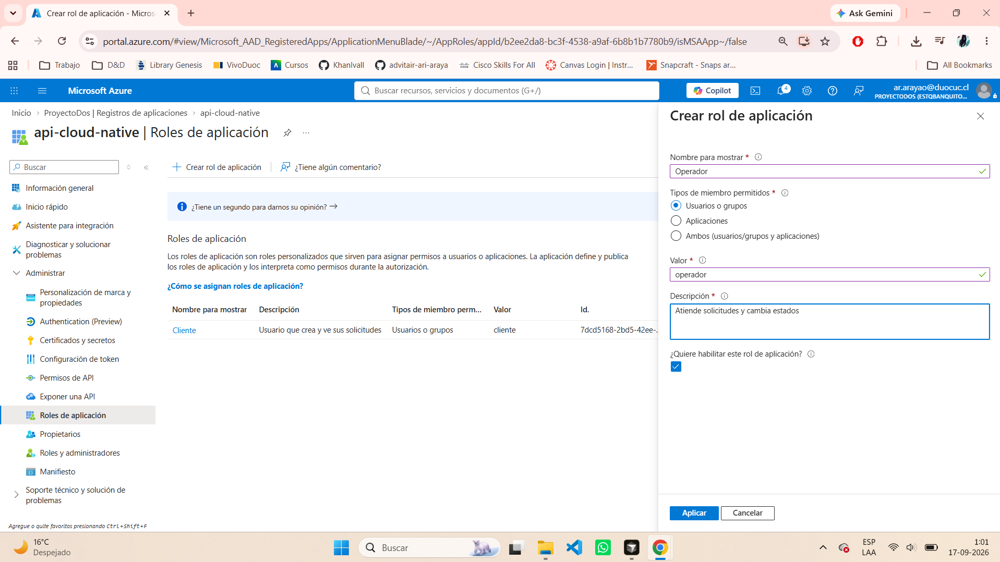 Crear rol de aplicación - Micros
Ask Gemini
portal.azure.com/#view/Microsoft_AAD_RegisteredApps/ApplicationMenuBlade/~/AppRoles/appId/b2ee2da8-bc3f-4538-a9af-6b8b1b7780b9/isMSAApp~/false
Trabajo
D&D
Library Genesis
VivoDuoc
Cursos
KhanIvall
advitair-ari-araya
Cisco Skills For All
Canvas Login | Instr...
Snapcraft - Snaps ar...
All Bookmarks
Microsoft Azure
Buscar recursos, servicios y documentos (G+/)
Copilot
4
ar.arayao@duocuc.cl
PROYECTODOS (ESTQBANQUITO...
Inicio > ProyectoDos | Registros de aplicaciones > api-cloud-native
api-cloud-native | Roles de aplicación
...
Buscar
Información general
Inicio rápido
Asistente para integración
Diagnosticar y solucionar
problemas
Administrar
Personalización de marca y
propiedades
Authentication (Preview)
Certificados y secretos
Configuración de token
Permisos de API
Exponer una API
Roles de aplicación
Propietarios
Roles y administradores
Manifiesto
Soporte técnico y solución de
problemas
Agregue o quite favoritos presionando Ctrl+Shift+F
Crear rol de aplicación
¿Tiene algún comentario?
¿Tiene un segundo para darnos su opinión? →
Roles de aplicación
Los roles de aplicación son roles personalizados que sirven para asignar permisos a usuarios o aplicaciones. La aplicación define y publica
los roles de aplicación y los interpreta como permisos durante la autorización.
¿Cómo se asignan roles de aplicación?
Nombre para mostrar Descripción Tipos de miembro perm... Valor Id.
Cliente Usuario que crea y ve sus solicitudes Usuarios o grupos cliente 7dcd5168-2bd5-42ee-..
Crear rol de aplicación
Nombre para mostrar *
Operador
Tipos de miembro permitidos *
Usuarios o grupos
Aplicaciones
Ambos (usuarios/grupos y aplicaciones)
Valor *
operador
Descripción *
Atiende solicitudes y cambia estados
¿Quiere habilitar este rol de aplicación?
Aplicar
Cancelar
16°C
Despejado
Buscar
ESP
LAA
1:01
17-09-2026